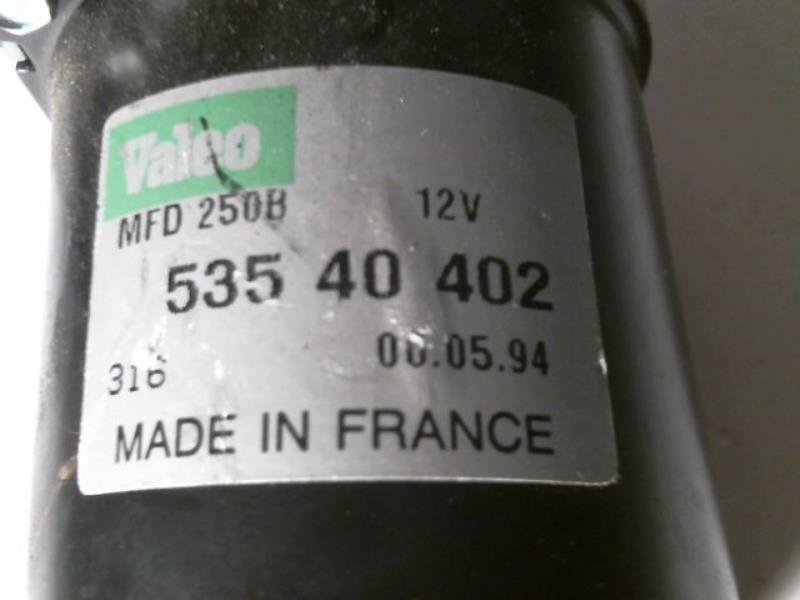 Valeo
MFD 250B 12V
535 40 402
316 00.05.94
MADE IN FRANCE